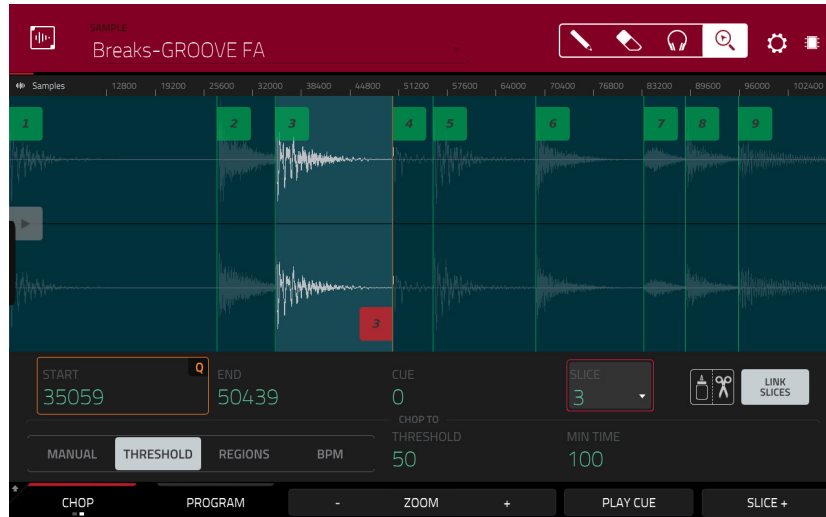 SAMPLE
Breaks-GROOVE FA
Samples 12800 19200 25600 32000 38400 44800 51200 57600 64000 70400 76800 83200 89600 96000 102400
1 2 3 4 5 6 7 8 9
3
START Q END CUE SLICE
35059 50439 0 3
LINK SLICES
CHOP TO
MANUAL THRESHOLD REGIONS BPM THRESHOLD MIN TIME
50 100
CHOP PROGRAM - ZOOM + PLAY CUE SLICE +